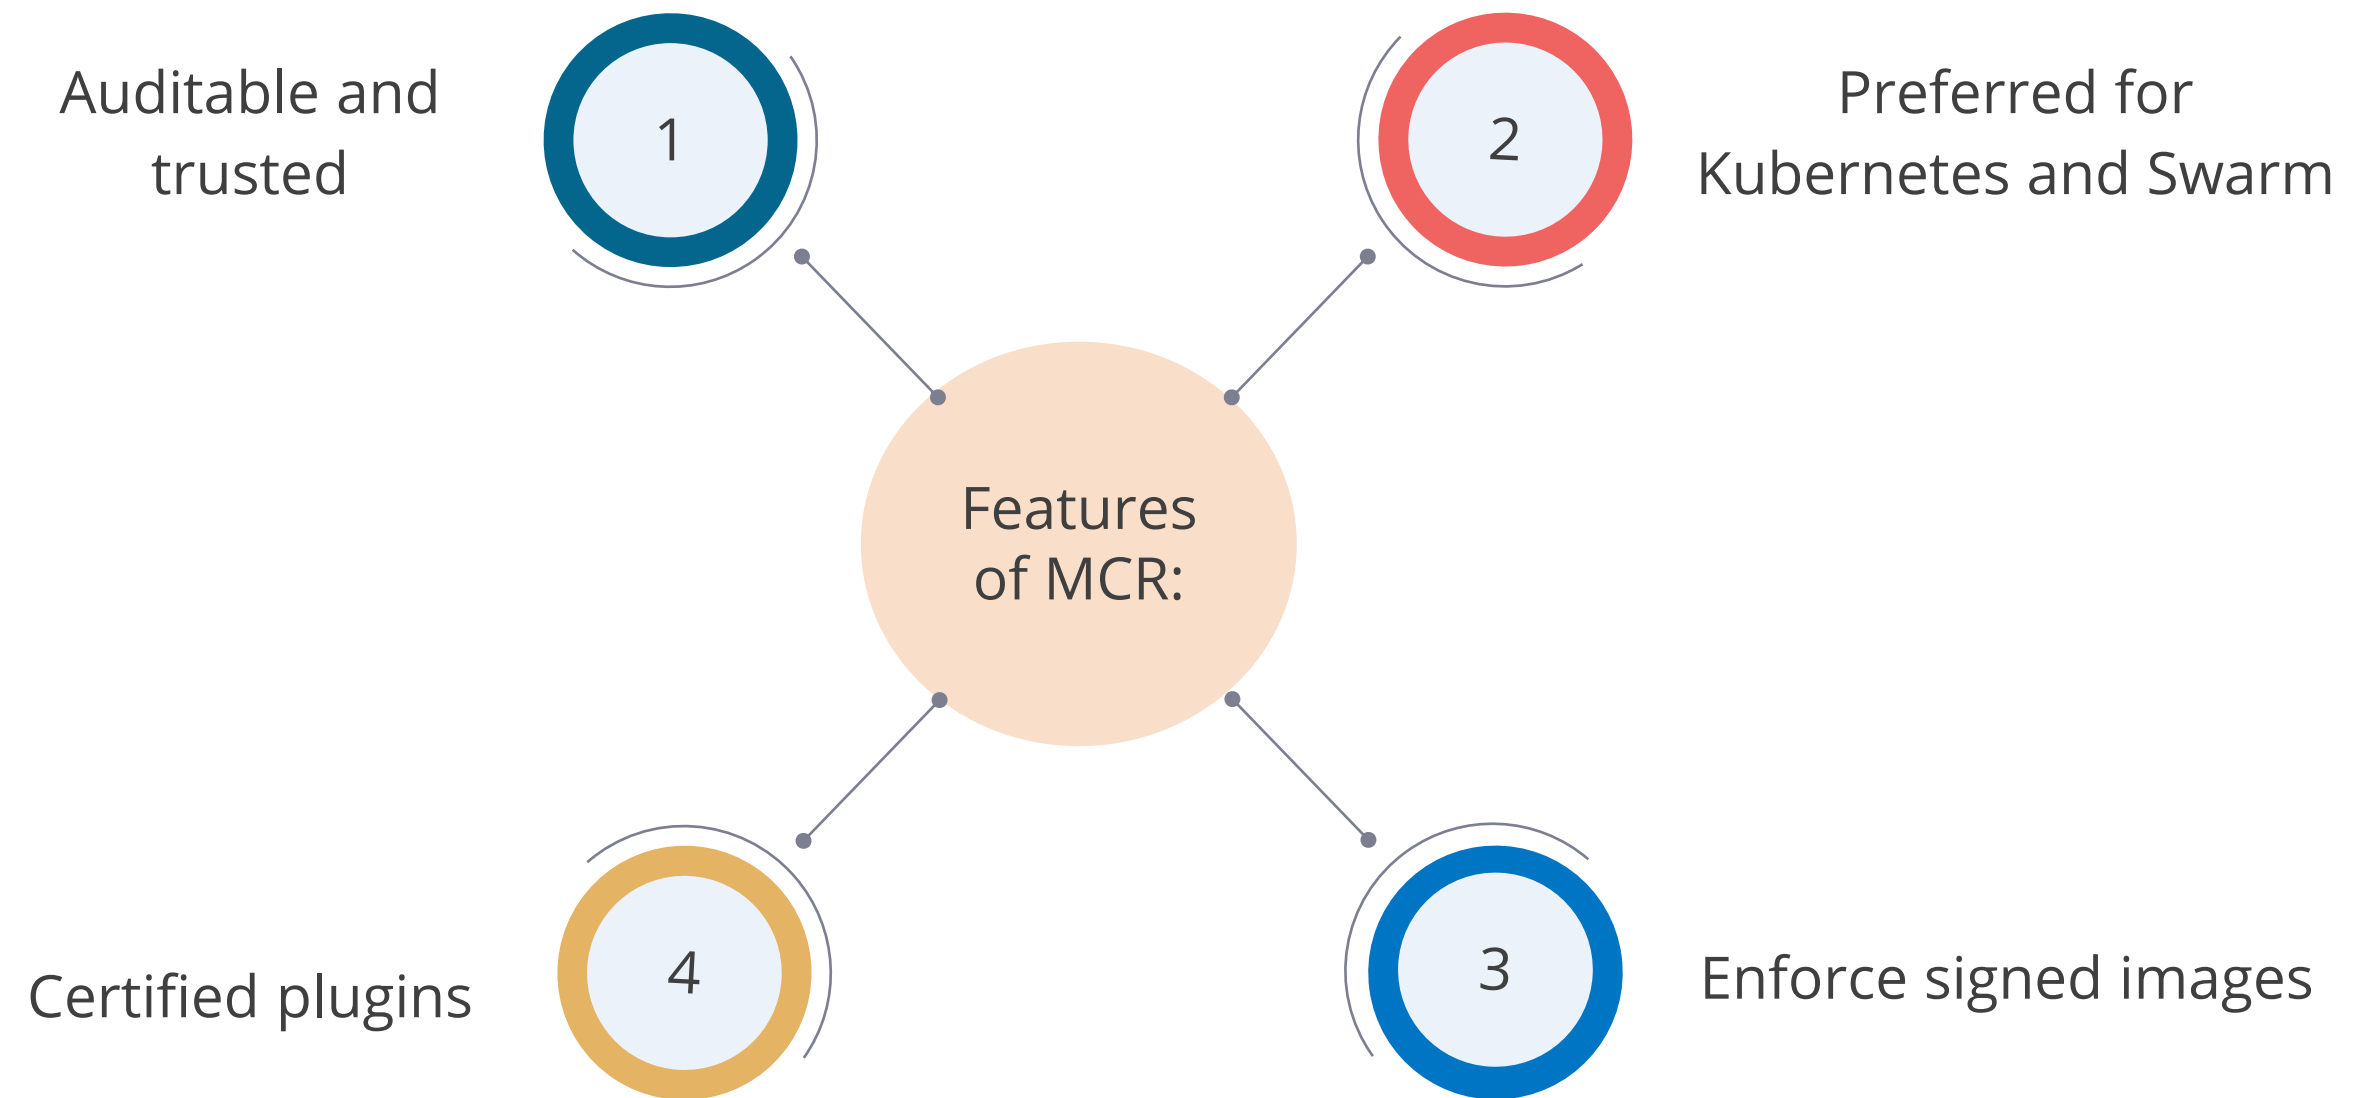 Auditable and
trusted
1
2
Preferred for
Kubernetes and Swarm
Features
of MCR:
4
Certified plugins
3
Enforce signed images